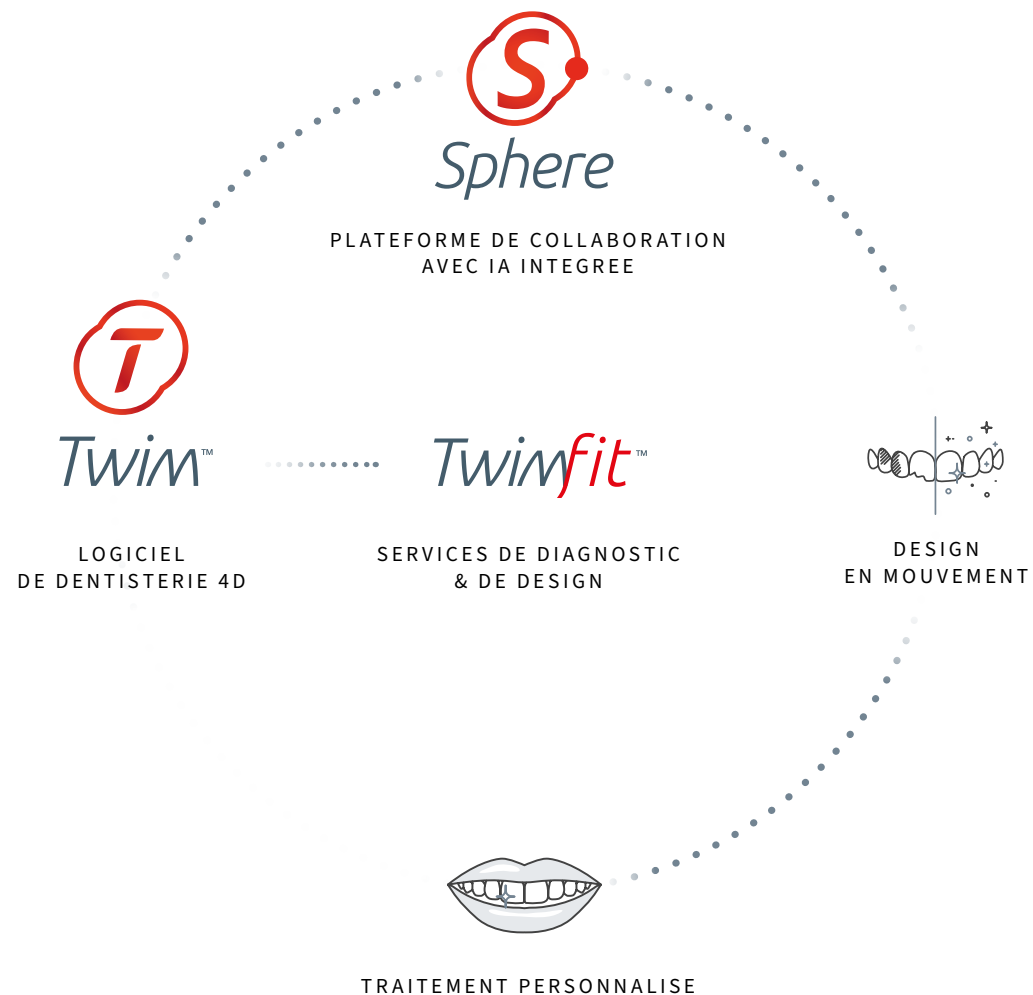 S
Sphere
PLATEFORME DE COLLABORATION
AVEC IA INTEGREE
T
Twim™
LOGICIEL
DE DENTISTERIE 4D
Twimfit™
SERVICES DE DIAGNOSTIC
& DE DESIGN
DESIGN
EN MOUVEMENT
TRAITEMENT PERSONNALISE